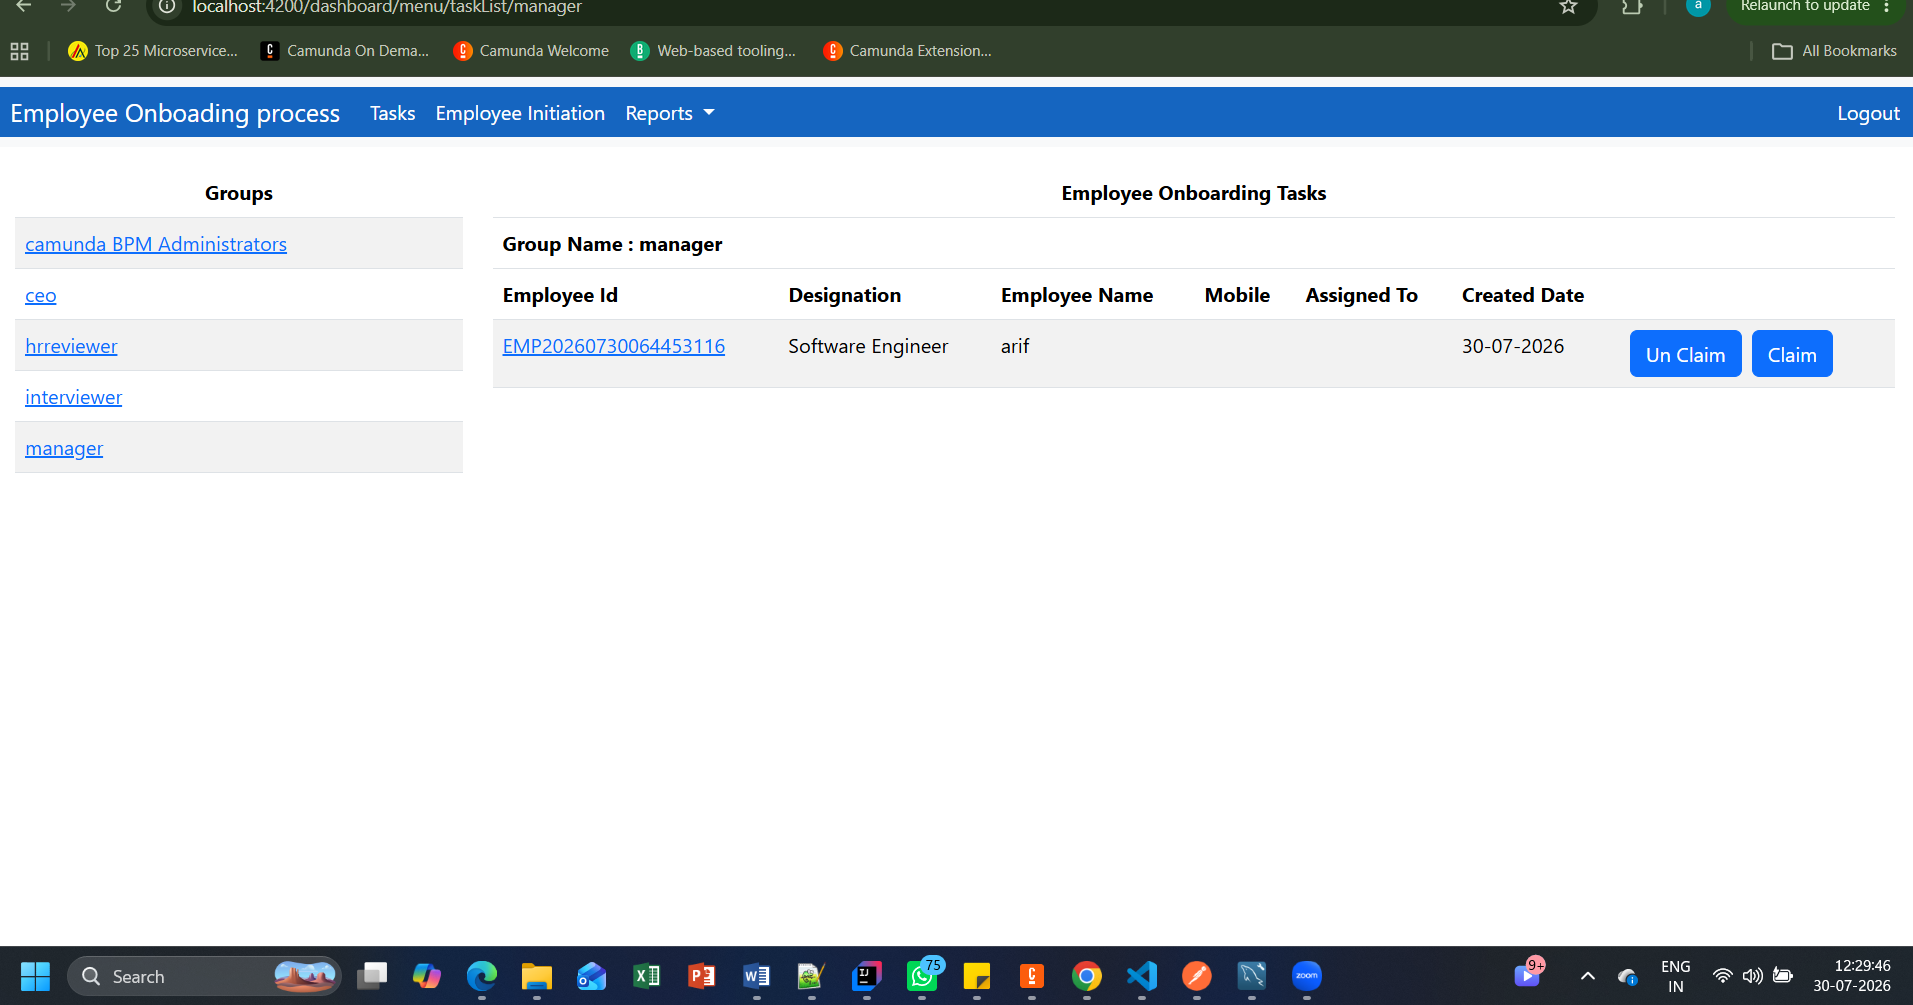 localhost:4200/dashboard/menu/taskList/manager
a
Relaunch to update
Top 25 Microservice...
Camunda On Dema...
Camunda Welcome
Web-based tooling...
Camunda Extension...
All Bookmarks
Employee Onboading process
Tasks
Employee Initiation
Reports
Logout
Groups
camunda BPM Administrators
ceo
hrreviewer
interviewer
manager
Employee Onboarding Tasks
Group Name : manager
Employee Id Designation Employee Name Mobile Assigned To Created Date
EMP20260730064453116 Software Engineer arif 30-07-2026 Un Claim Claim
Search
75
zoom
9+
ENG
IN
12:29:46
30-07-2026